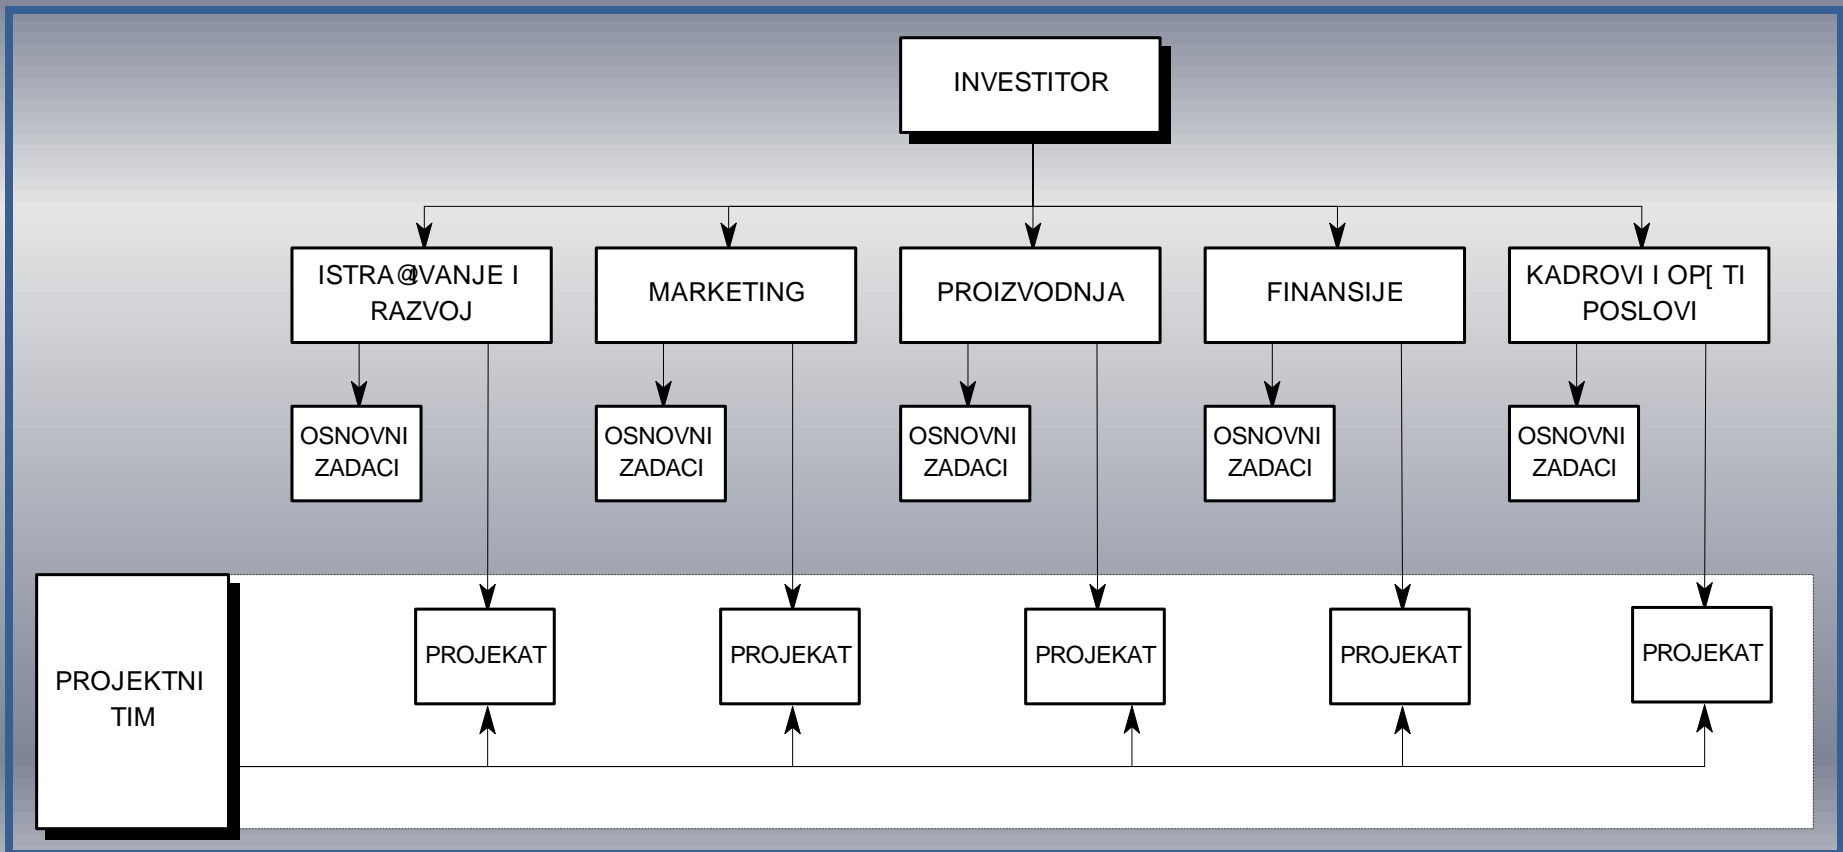 INVESTITOR
ISTRA@VANJE I
RAZVOJ
MARKETING
PROIZVODNJA
FINANSIJE
KADROVI I OP[ TI
POSLOVI
OSNOVNI
ZADACI
OSNOVNI
ZADACI
OSNOVNI
ZADACI
OSNOVNI
ZADACI
OSNOVNI
ZADACI
PROJEKTNI
TIM
PROJEKAT
PROJEKAT
PROJEKAT
PROJEKAT
PROJEKAT